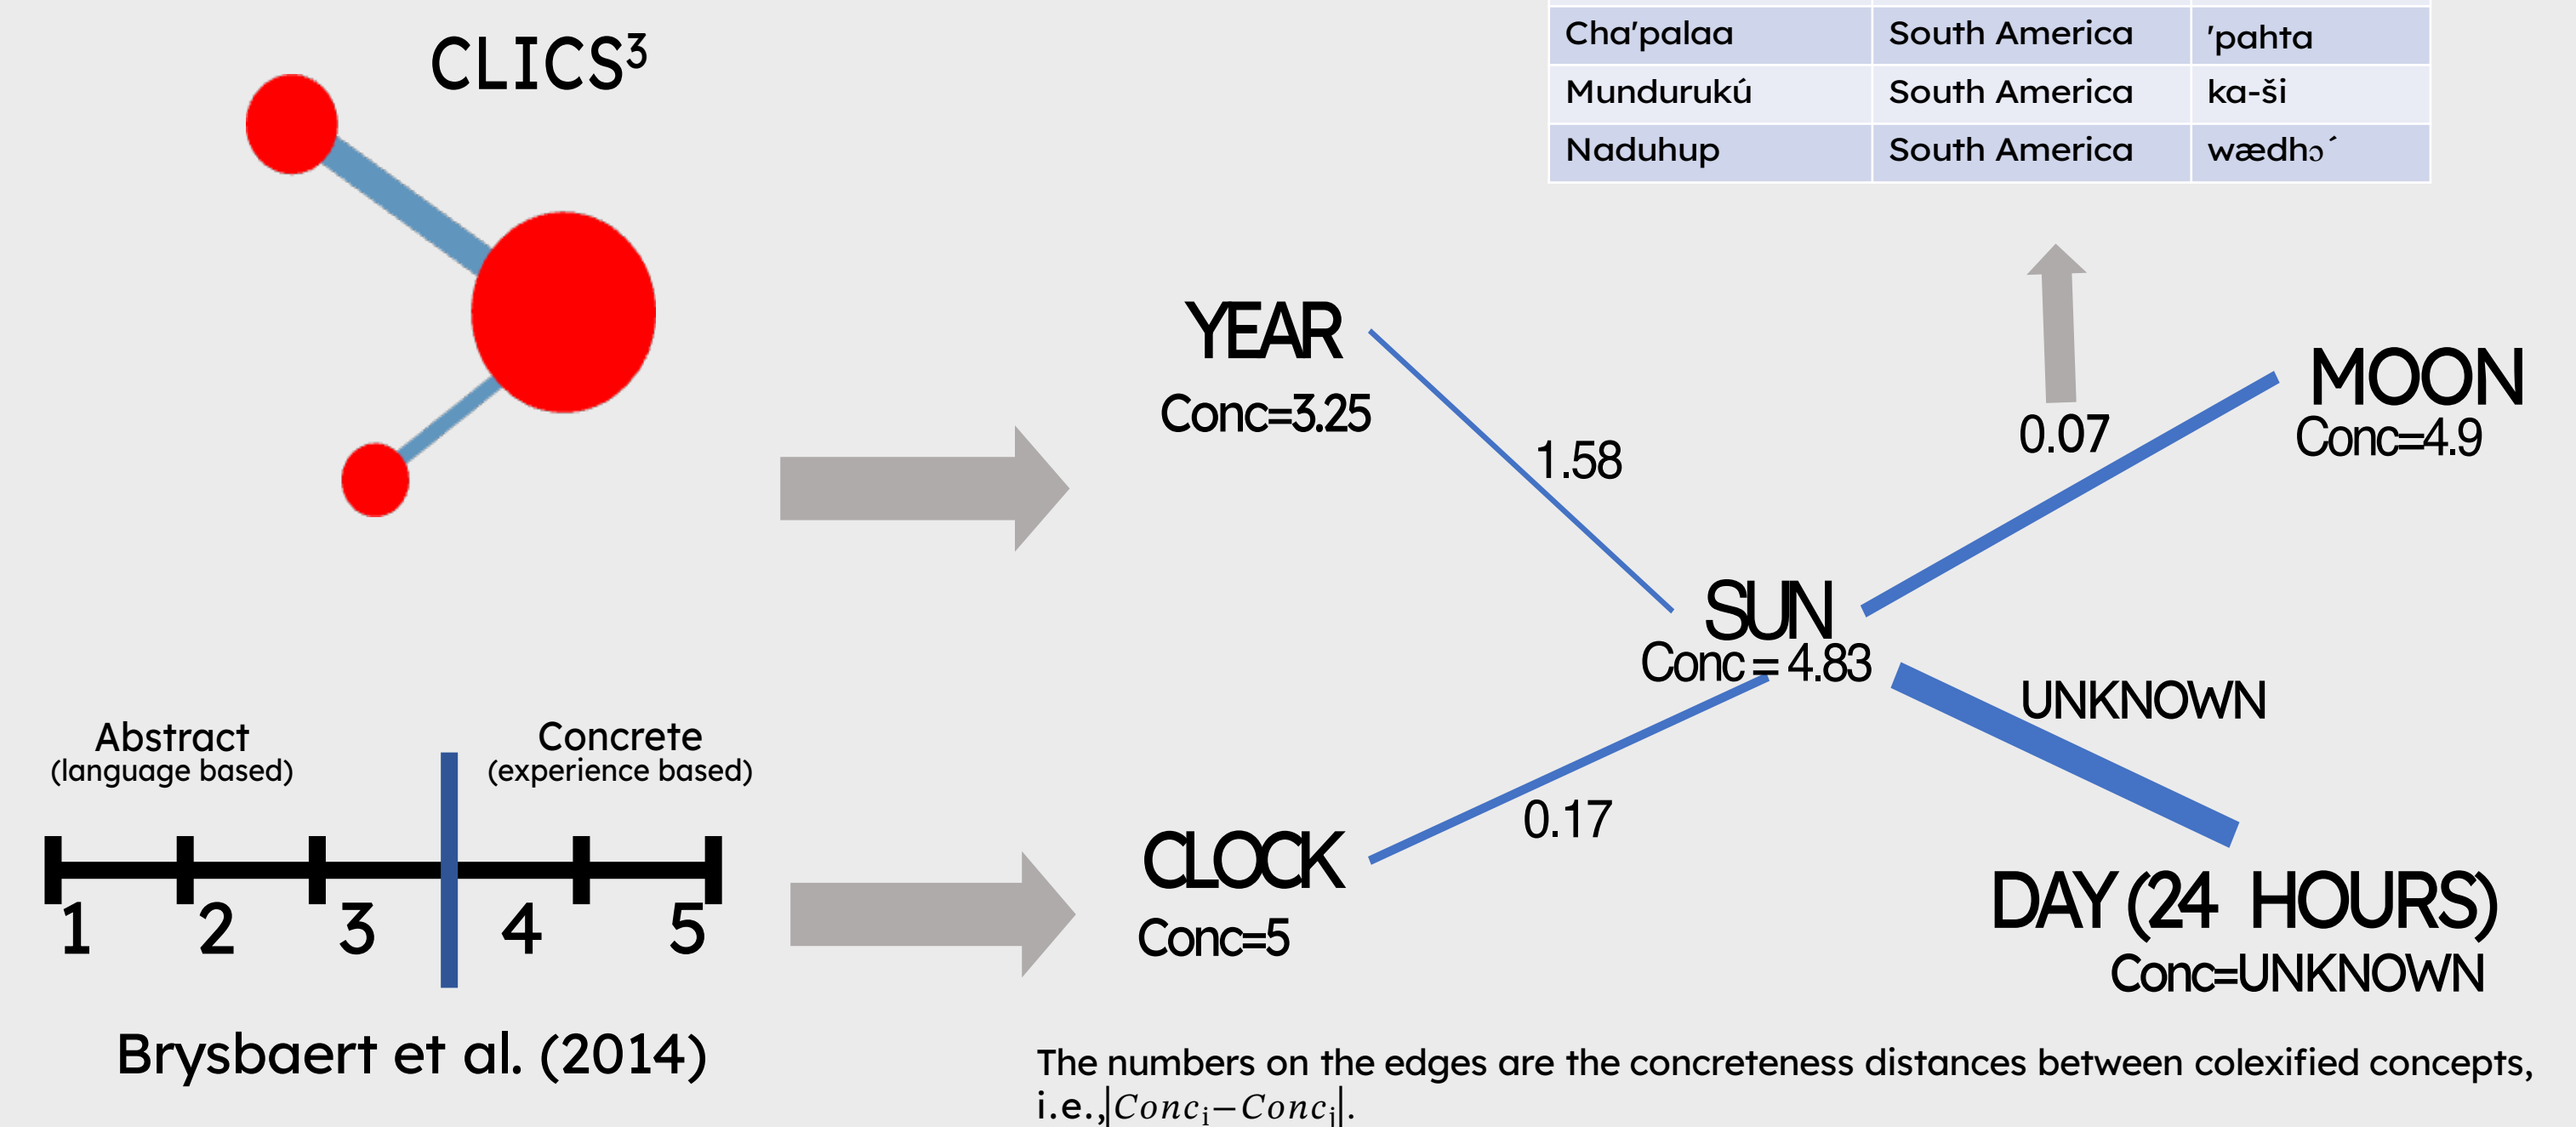 CLICS³
Cha'palaa South America 'pahta
Mundurukú South America ka-ši
Naduhup South America wædhɔ´
YEAR
Conc=3.25
1.58
0.07
MOON
Conc=4.9
SUN
Conc = 4.83
UNKNOWN
0.17
CLOCK
Conc=5
DAY (24 HOURS)
Conc=UNKNOWN
Abstract
(language based)
Concrete
(experience based)
1 2 3 4 5
Brysbaert et al. (2014)
The numbers on the edges are the concreteness distances between colexified concepts,
i.e.,|Concᵢ−Concⱼ|.